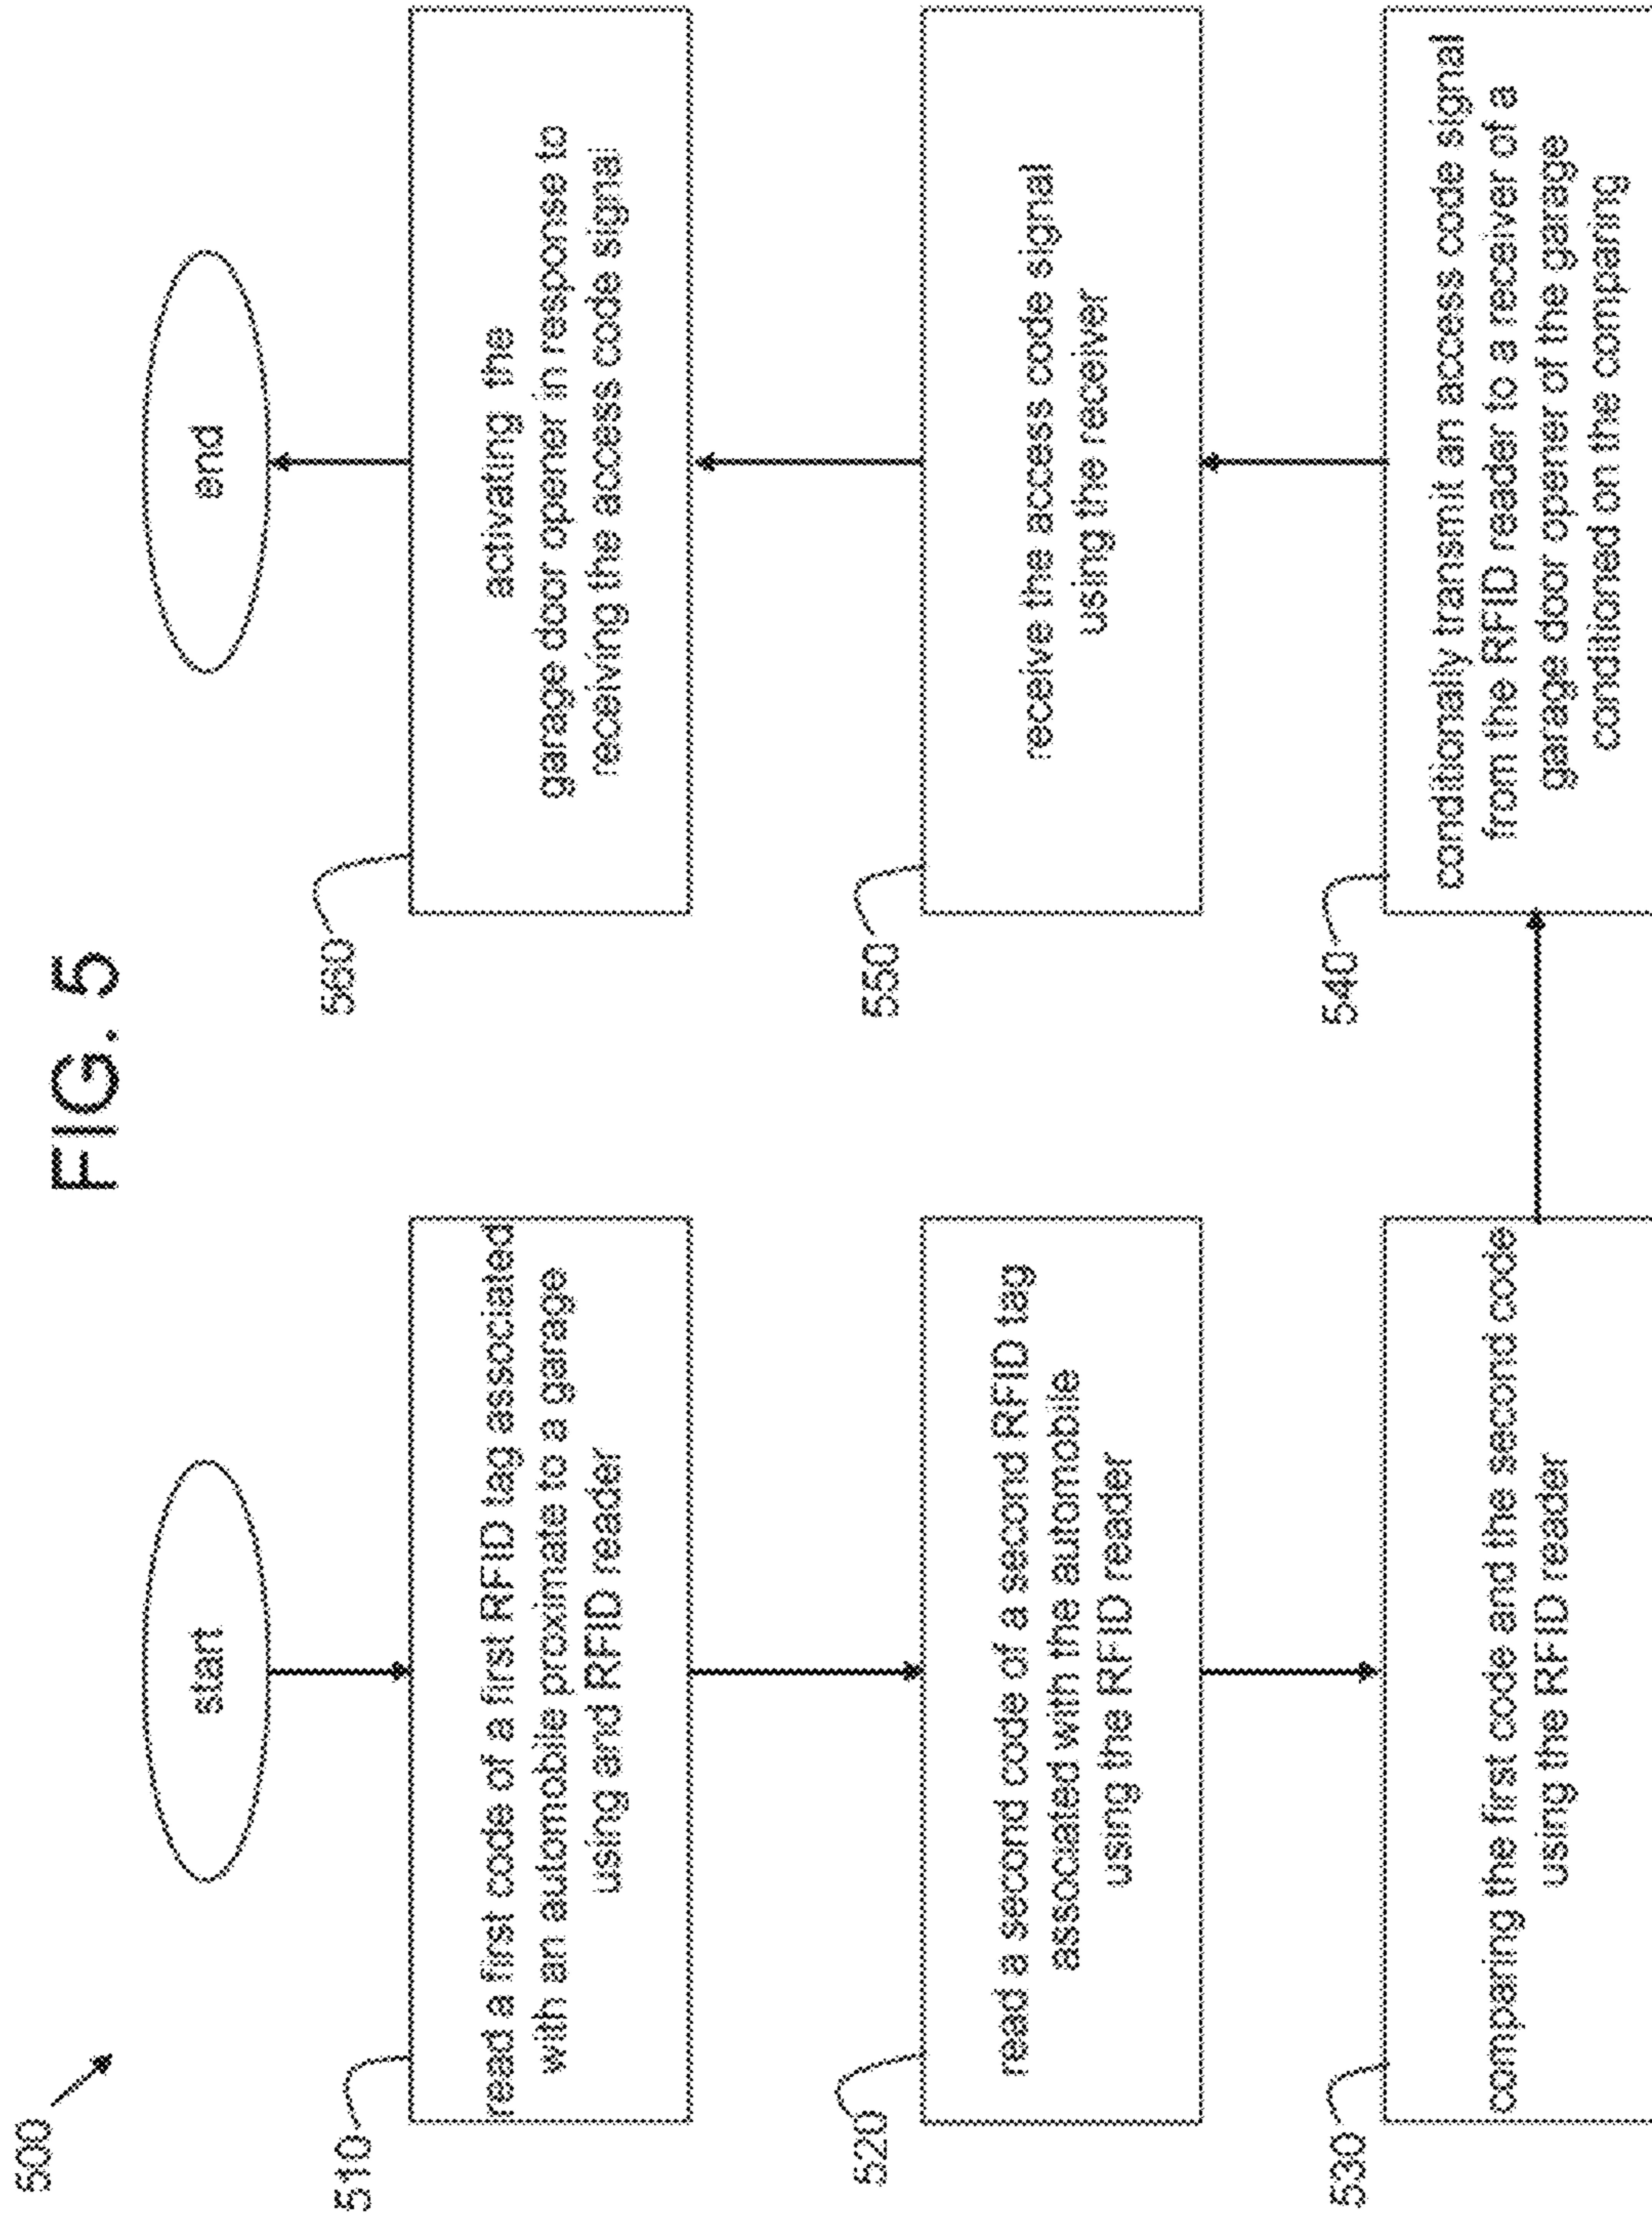 FIG. 5
500
start
510
read a first code of a first RFID tag associated
with an automobile proximate to a garage
using and RFID reader
520
read a second code of a second RFID tag
associated with the automobile
using the RFID reader
530
comparing the first code and the second code
using the RFID reader
540
conditionally transmit an access code signal
from the RFID reader to a receiver of a
garage door opener of the garage
conditioned on the comparing
550
receive the access code signal
using the receiver
560
activating the
garage door opener in response to
receiving the access code signal
end